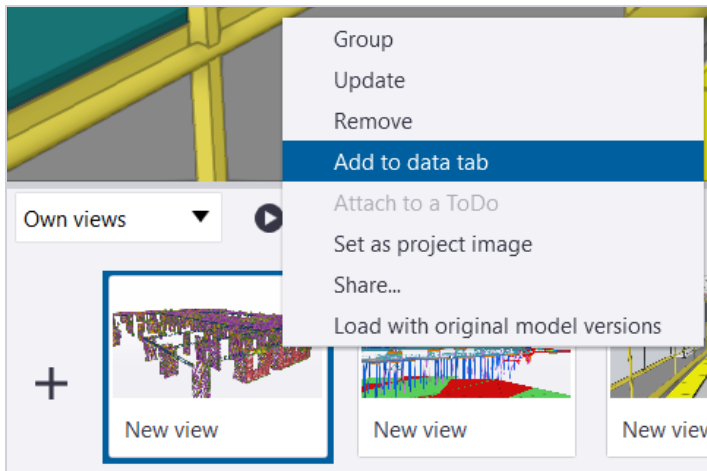 Group
Update
Remove
Add to data tab
Attach to a ToDo
Set as project image
Share...
Load with original model versions
Own views
New view
New view
New view